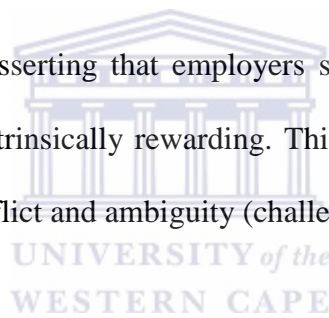 sserting that employers s
trinsically rewarding. Thi
flict and ambiguity (challe
UNIVERSITY of the
WESTERN CAPE